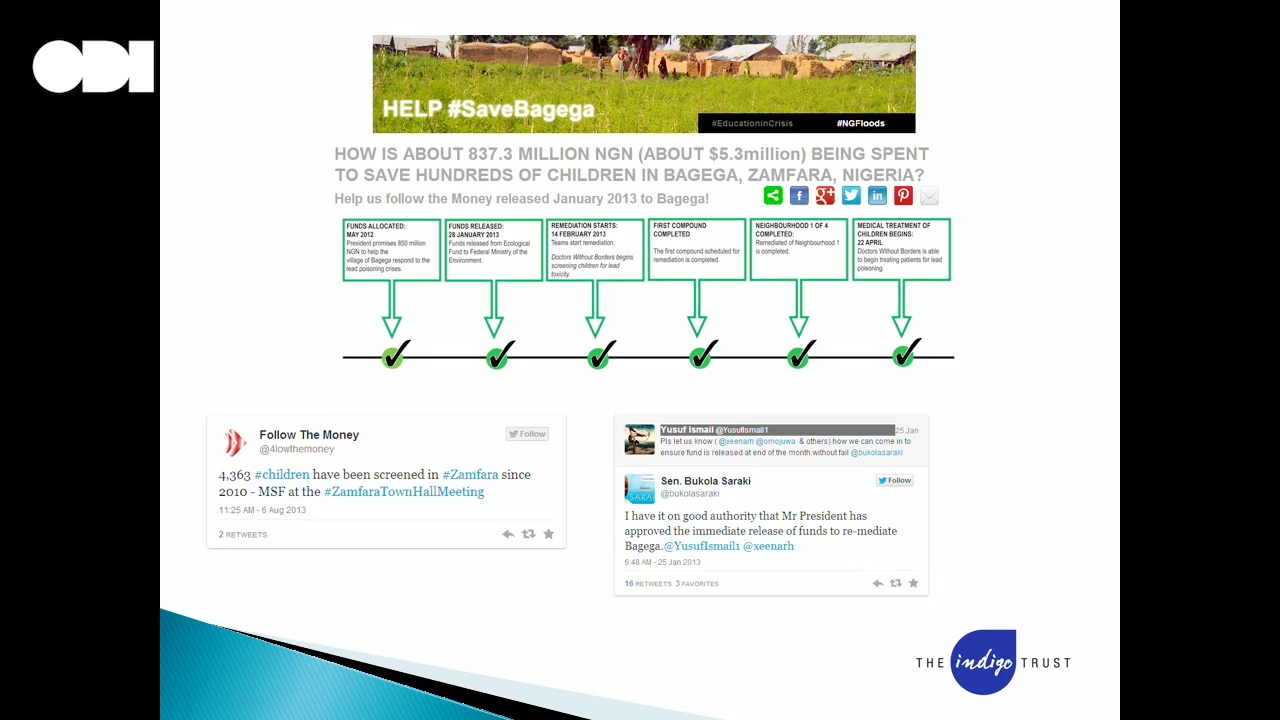 ODI
HELP #SaveBagega
#EducationinCrisis
#NGFloods
HOW IS ABOUT 837.3 MILLION NGN (ABOUT $5.3million) BEING SPENT
TO SAVE HUNDREDS OF CHILDREN IN BAGEGA, ZAMFARA, NIGERIA?
Help us follow the Money released January 2013 to Bagega!
FUNDS ALLOCATED:
MAY 2012
President promises 850 million
NGN to help the
village of Bagega respond to the
lead poisoning crises.
FUNDS RELEASED:
28 JANUARY 2013
Funds released from Ecological
Fund to Federal Ministry of the
Environment.
REMEDIATION STARTS:
14 FEBRUARY 2013
Teams start remediation.
Doctors Without Borders begins
screening children for lead
toxicity.
FIRST COMPOUND
COMPLETED
The first compound scheduled for
remediation is completed.
NEIGHBOURHOOD 1 OF 4
COMPLETED:
Remediated of Neighbourhood 1
is completed.
MEDICAL TREATMENT OF
CHILDREN BEGINS:
22 APRIL
Doctors Without Borders is able
to begin treating patients for lead
poisoning.
Follow The Money
@4lowthemoney
Follow
4,363 #children have been screened in #Zamfara since
2010 - MSF at the #ZamfaraTownHallMeeting
11:25 AM - 6 Aug 2013
2 RETWEETS
Yusuf Ismail @YusufIsmail1 25 Jan
Pls let us know ( @xeenarh @omojuwa & others) how we can come in to
ensure fund is released at end of the month without fail @bukolasaraki
Sen. Bukola Saraki
@bukolasaraki
Follow
I have it on good authority that Mr President has
approved the immediate release of funds to re-mediate
Bagega.@YusufIsmail1 @xeenarh
6:48 AM - 25 Jan 2013
16 RETWEETS 3 FAVORITES
THE indigo TRUST